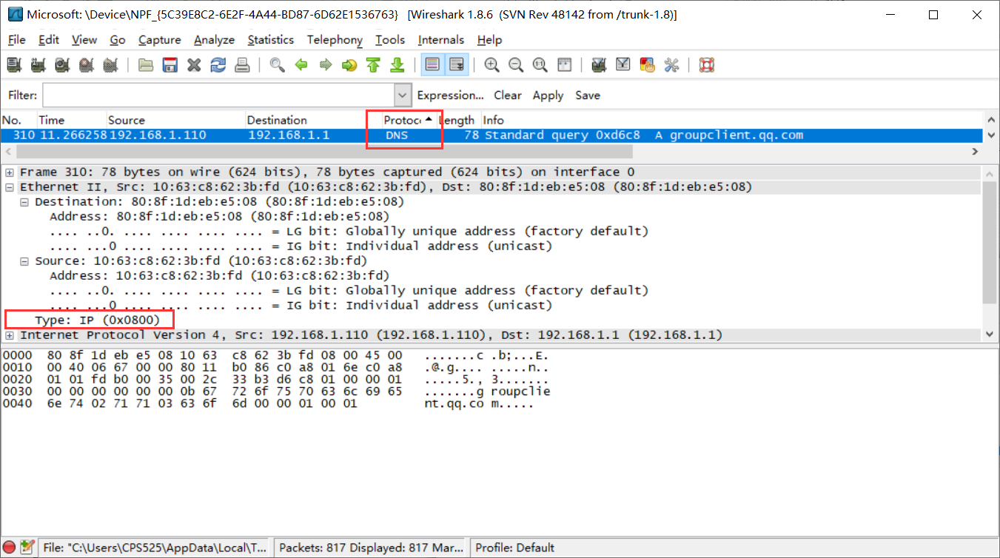 Microsoft: \Device\NPF_{5C39E8C2-6E2F-4A44-BD87-6D62E1536763} [Wireshark 1.8.6 (SVN Rev 48142 from /trunk-1.8)]
File Edit View Go Capture Analyze Statistics Telephony Tools Internals Help
Filter: Expression... Clear Apply Save
No. Time Source Destination Protoc Length Info
310 11.266258 192.168.1.110 192.168.1.1 DNS 78 Standard query 0xd6c8 A groupclient.qq.com
Frame 310: 78 bytes on wire (624 bits), 78 bytes captured (624 bits) on interface 0
Ethernet II, Src: 10:63:c8:62:3b:fd (10:63:c8:62:3b:fd), Dst: 80:8f:1d:eb:e5:08 (80:8f:1d:eb:e5:08)
Destination: 80:8f:1d:eb:e5:08 (80:8f:1d:eb:e5:08)
Address: 80:8f:1d:eb:e5:08 (80:8f:1d:eb:e5:08)
.... ..0. .... .... .... .... = LG bit: Globally unique address (factory default)
.... ...0 .... .... .... .... = IG bit: Individual address (unicast)
Source: 10:63:c8:62:3b:fd (10:63:c8:62:3b:fd)
Address: 10:63:c8:62:3b:fd (10:63:c8:62:3b:fd)
.... ..0. .... .... .... .... = LG bit: Globally unique address (factory default)
.... ...0 .... .... .... .... = IG bit: Individual address (unicast)
Type: IP (0x0800)
Internet Protocol Version 4, Src: 192.168.1.110 (192.168.1.110), Dst: 192.168.1.1 (192.168.1.1)
0000 80 8f 1d eb e5 08 10 63 c8 62 3b fd 08 00 45 00 .......c .b;...E.
0010 00 40 06 67 00 00 80 11 b0 86 c0 a8 01 6e c0 a8 .@.g.... .....n..
0020 01 01 fd b0 00 35 00 2c 33 b3 d6 c8 01 00 00 01 .....5., 3.......
0030 00 00 00 00 00 00 0b 67 72 6f 75 70 63 6c 69 65 .......g roupclie
0040 6e 74 02 71 71 03 63 6f 6d 00 00 01 00 01 nt.qq.co m.....
File: "C:\Users\CPS525\AppData\Local\T... Packets: 817 Displayed: 817 Mar... Profile: Default